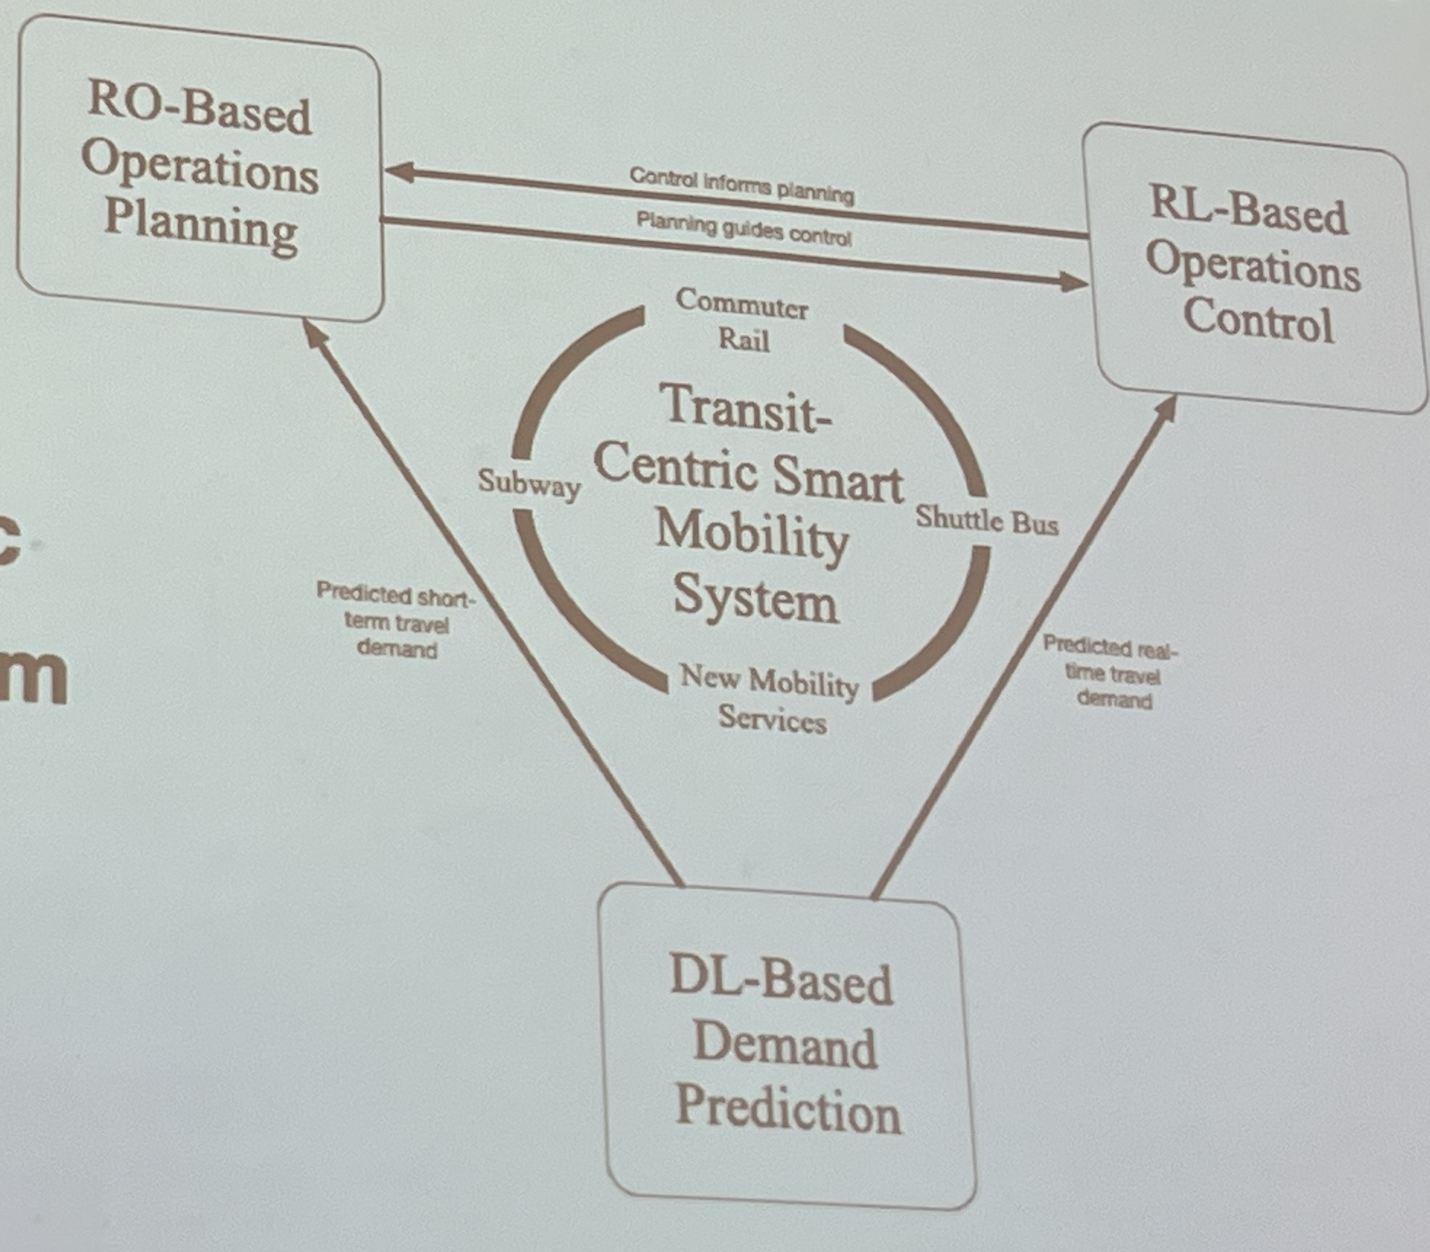 RO-Based
Operations
Planning
Control informs planning
Planning guides control
RL-Based
Operations
Control
Commuter
Rail
Transit-
Centric Smart
Mobility
System
Subway
Shuttle Bus
New Mobility
Services
Predicted short-
term travel
demand
Predicted real-
time travel
demand
c
m
DL-Based
Demand
Prediction